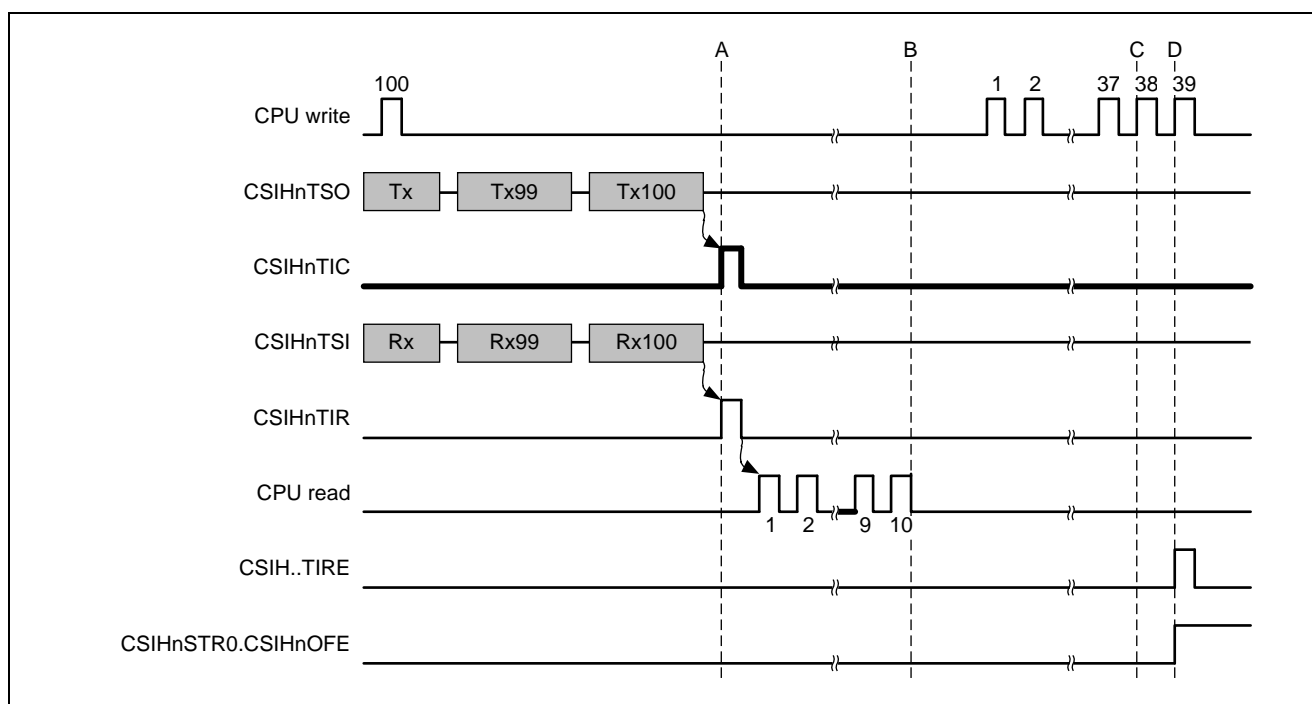 A B C D
100 1 2 37 38 39
CPU write
CSIHnTSO Tx Tx99 Tx100
CSIHnTIC
CSIHnTSI Rx Rx99 Rx100
CSIHnTIR
CPU read
1 2 9 10
CSIH..TIRE
CSIHnSTR0.CSIHnOFE